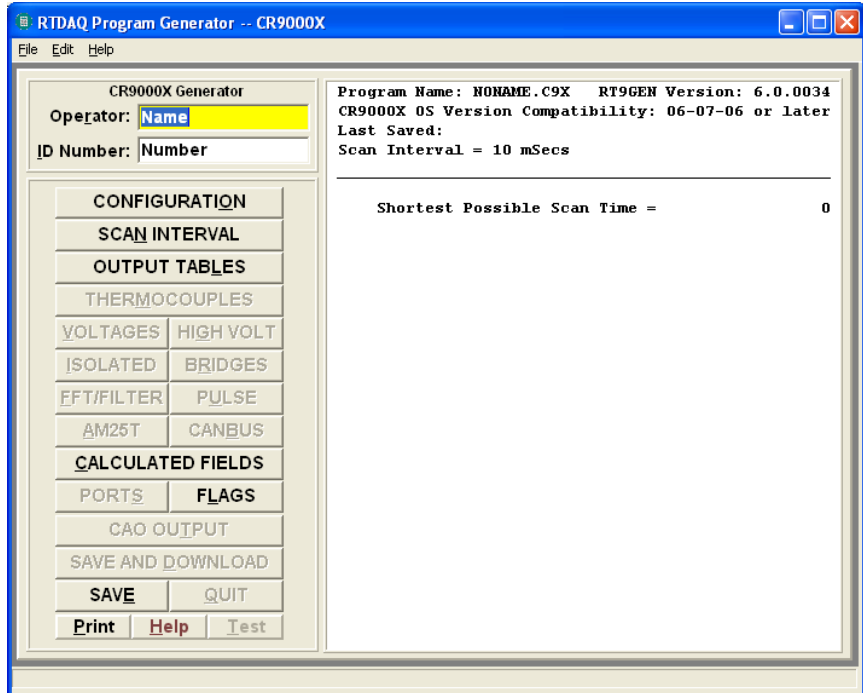 RTDAQ Program Generator -- CR9000X
File Edit Help
CR9000X Generator
Operator: Name
ID Number: Number
CONFIGURATION
SCAN INTERVAL
OUTPUT TABLES
THERMOCOUPLES
VOLTAGES HIGH VOLT
ISOLATED BRIDGES
FFT/FILTER PULSE
AM25T CANBUS
CALCULATED FIELDS
PORTS FLAGS
CAO OUTPUT
SAVE AND DOWNLOAD
SAVE QUIT
Print Help Test
Program Name: NONAME.C9X RT9GEN Version: 6.0.0034
CR9000X OS Version Compatibility: 06-07-06 or later
Last Saved:
Scan Interval = 10 mSecs
Shortest Possible Scan Time = 0